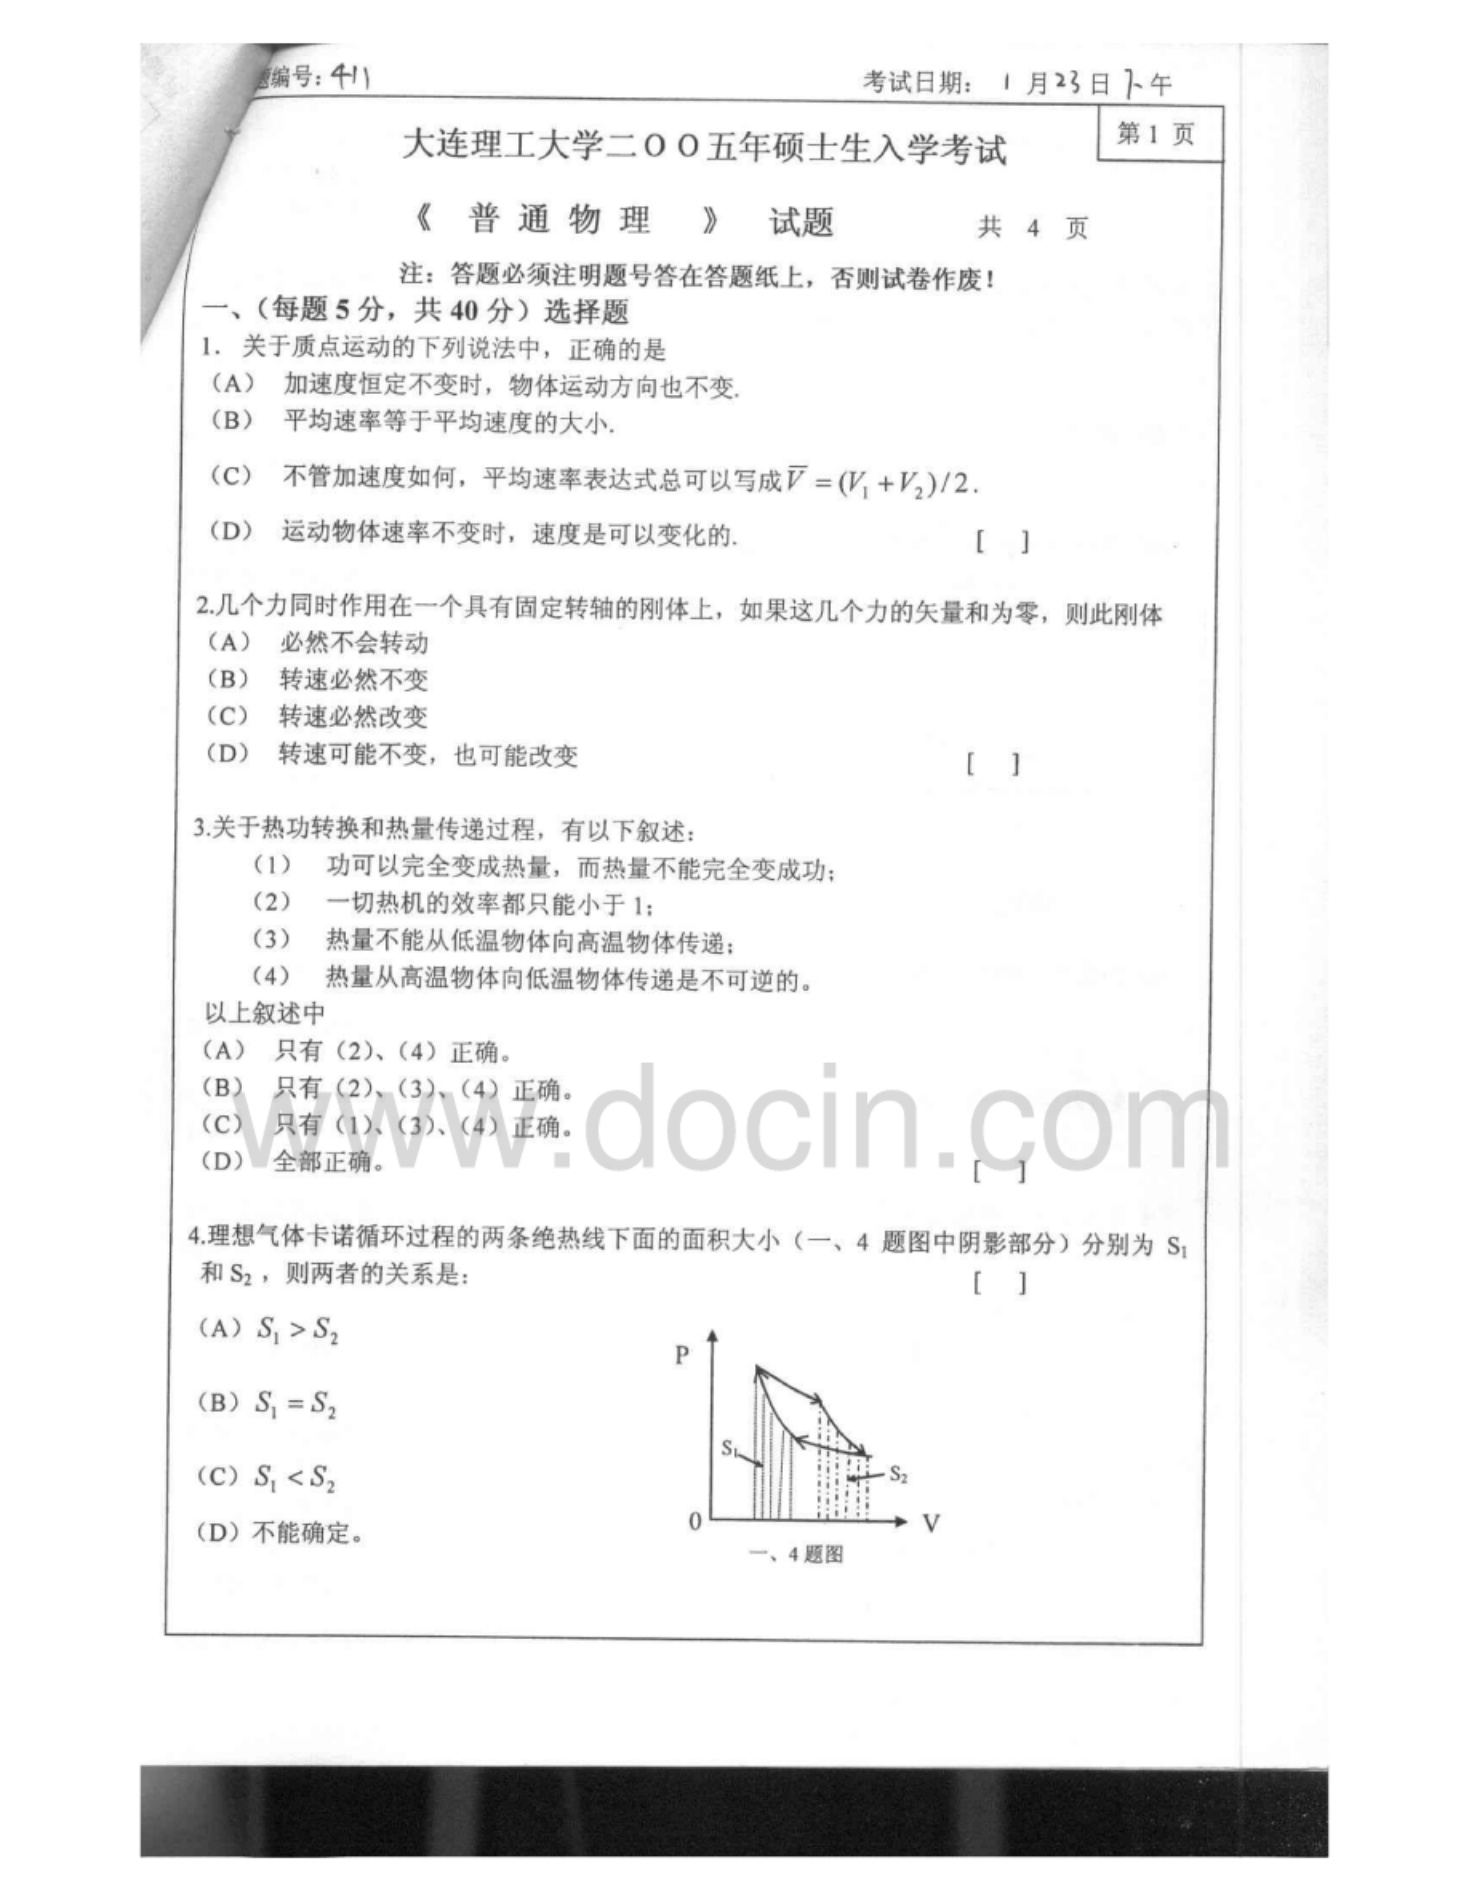 题编号: 411
考试日期: 1月23日下午
第 1 页
大连理工大学二OO五年硕士生入学考试
《 普 通 物 理 》 试题 共 4 页
注: 答题必须注明题号答在答题纸上, 否则试卷作废!
一、(每题 5 分, 共 40 分) 选择题
1. 关于质点运动的下列说法中, 正确的是
(A) 加速度恒定不变时, 物体运动方向也不变.
(B) 平均速率等于平均速度的大小.
(C) 不管加速度如何, 平均速率表达式总可以写成 V̅ = (V₁ + V₂)/2.
(D) 运动物体速率不变时, 速度是可以变化的. [ ]
2.几个力同时作用在一个具有固定转轴的刚体上, 如果这几个力的矢量和为零, 则此刚体
(A) 必然不会转动
(B) 转速必然不变
(C) 转速必然改变
(D) 转速可能不变, 也可能改变 [ ]
3.关于热功转换和热量传递过程, 有以下叙述:
(1) 功可以完全变成热量, 而热量不能完全变成功;
(2) 一切热机的效率都只能小于 1;
(3) 热量不能从低温物体向高温物体传递;
(4) 热量从高温物体向低温物体传递是不可逆的。
以上叙述中
(A) 只有 (2)、(4) 正确。
(B) 只有 (2)、(3)、(4) 正确。
(C) 只有 (1)、(3)、(4) 正确。
(D) 全部正确。 [ ]
www.docin.com
4.理想气体卡诺循环过程的两条绝热线下面的面积大小 (一、4 题图中阴影部分) 分别为 S₁
和 S₂ , 则两者的关系是: [ ]
(A) S₁ > S₂
(B) S₁ = S₂
(C) S₁ < S₂
(D) 不能确定。
P
S₁
S₂
0
V
一、4 题图